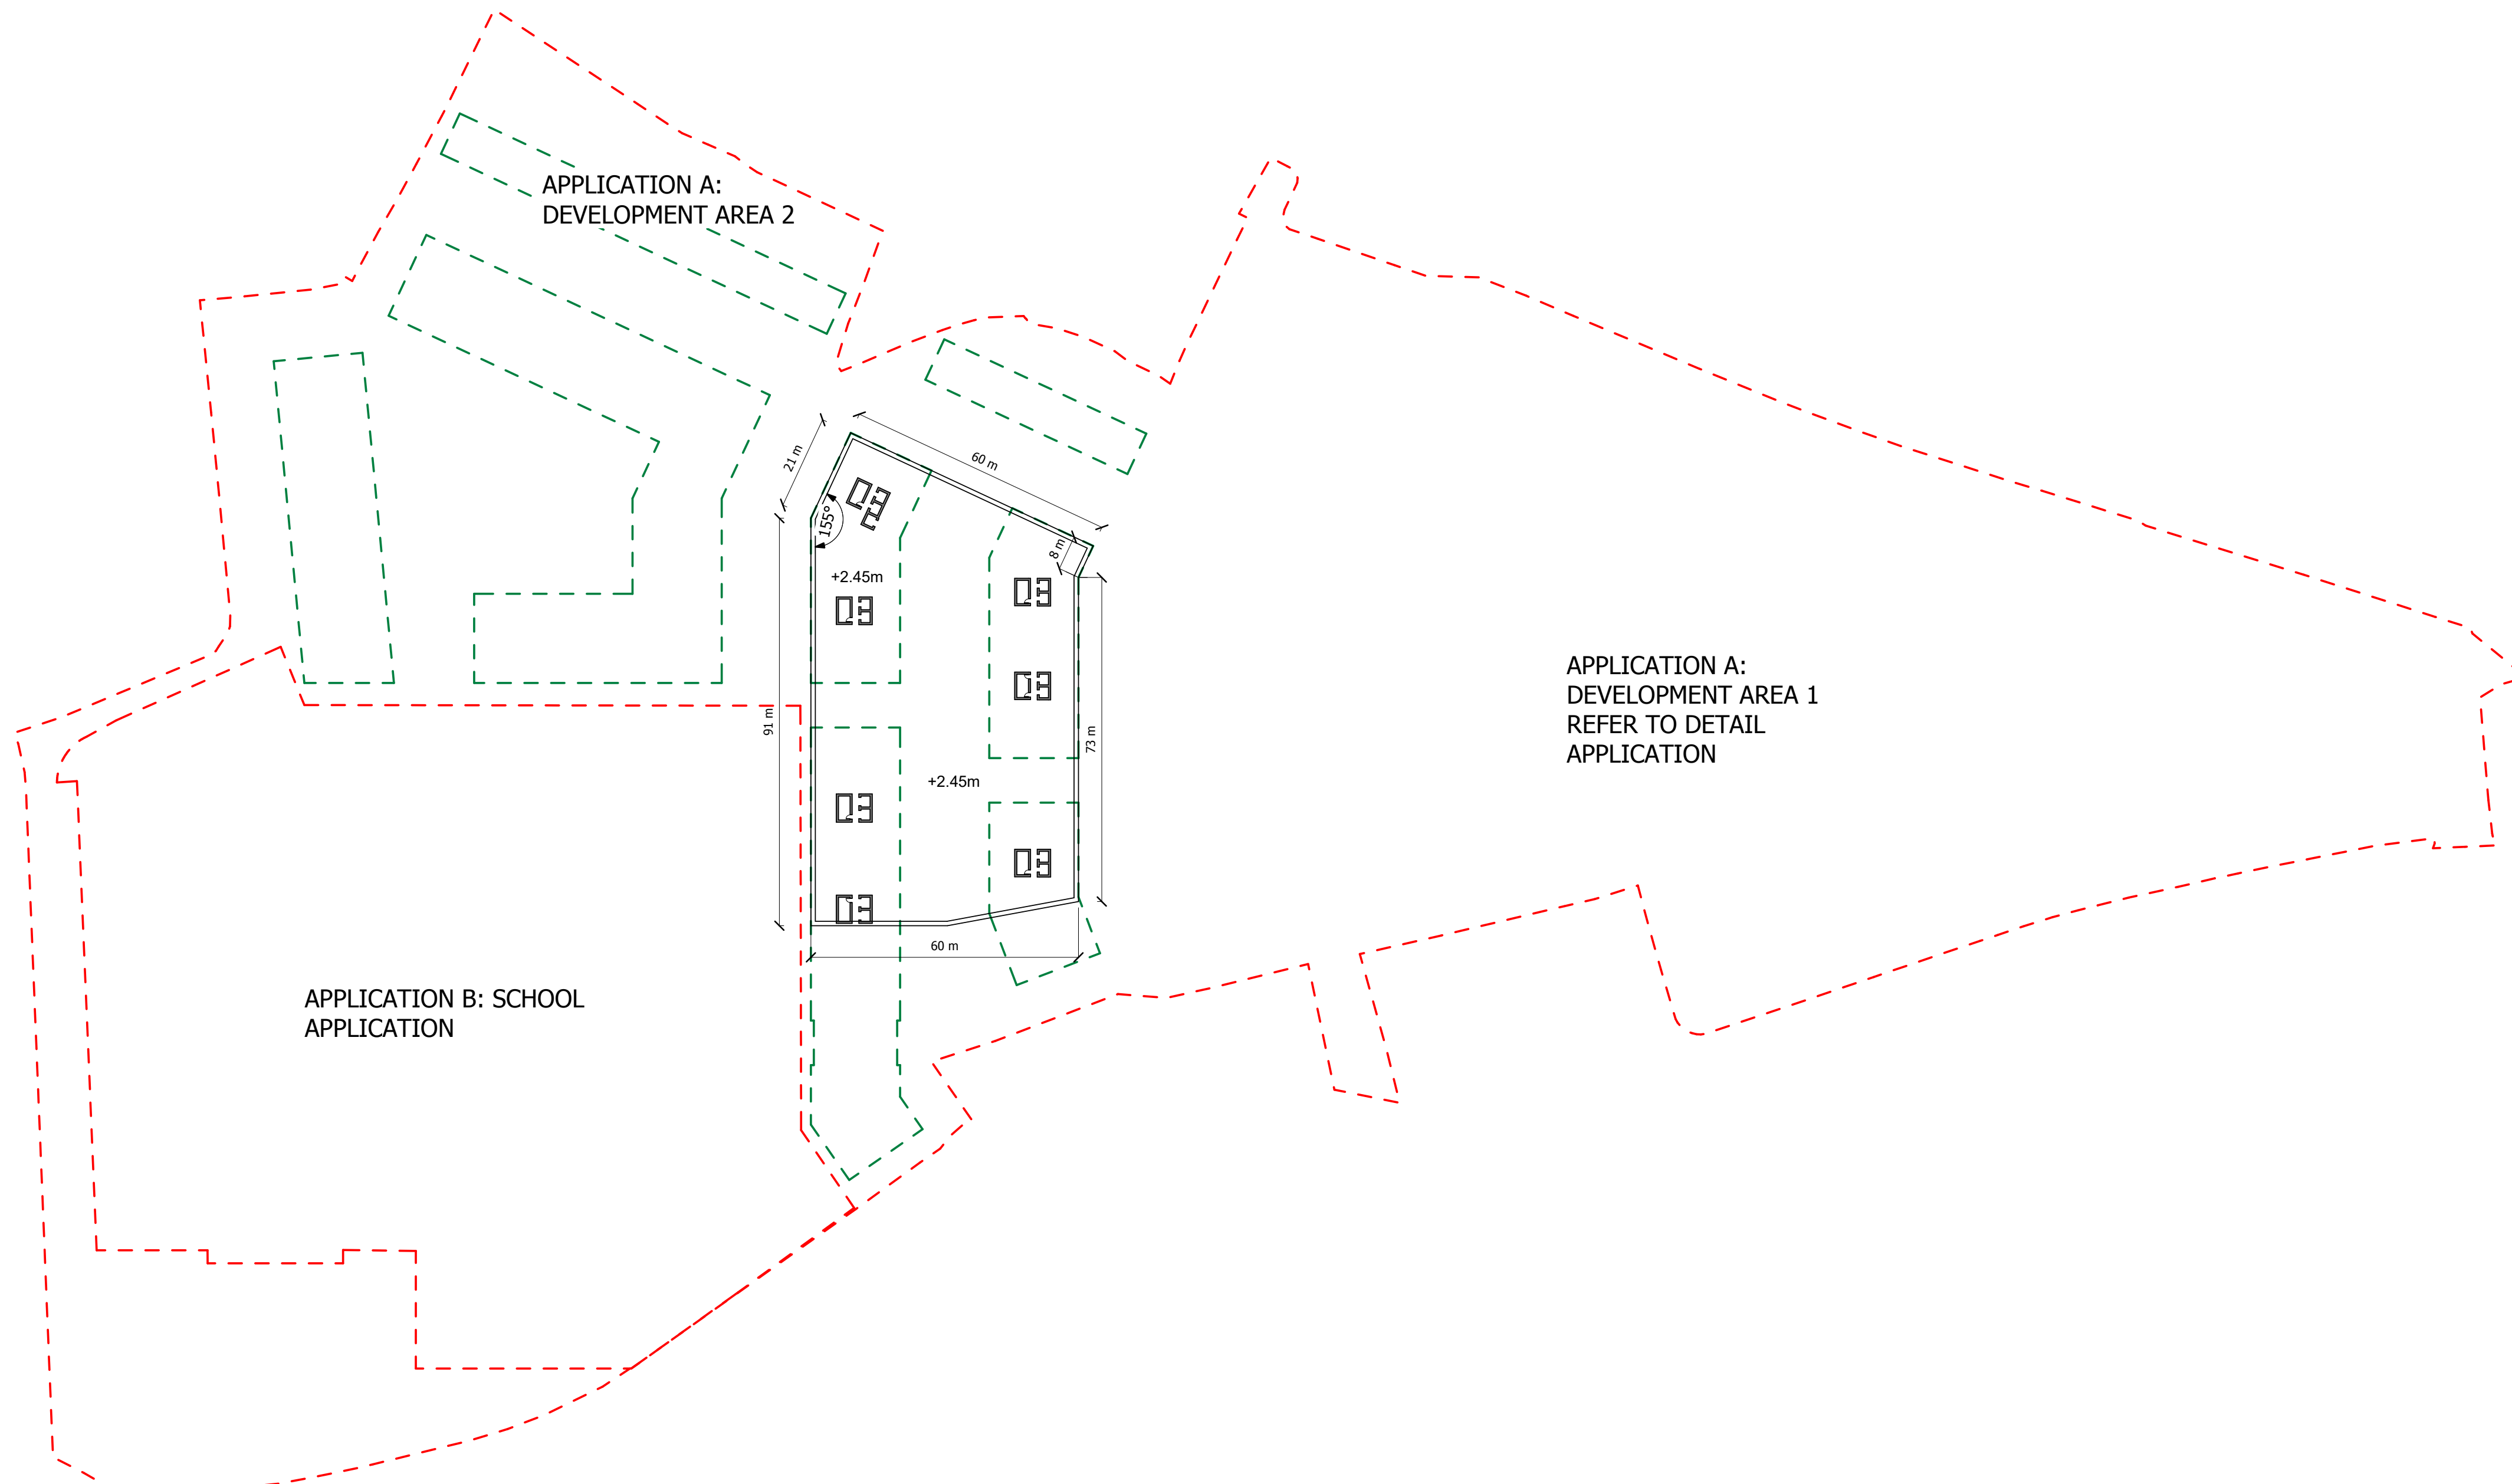 APPLICATION A:
DEVELOPMENT AREA 2
21 m
60 m
155°
8 m
+2.45m
APPLICATION A:
DEVELOPMENT AREA 1
REFER TO DETAIL
APPLICATION
91 m
73 m
+2.45m
60 m
APPLICATION B: SCHOOL
APPLICATION